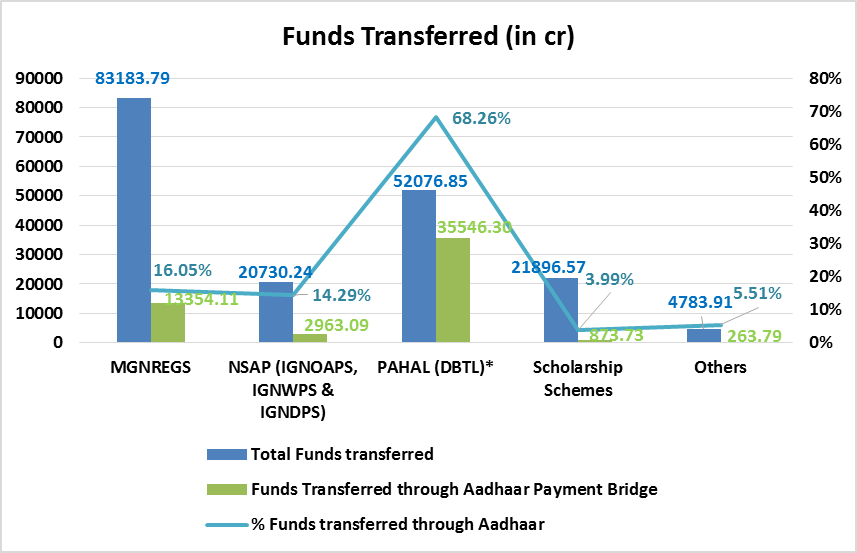 Funds Transferred (in cr)
90000
80000
70000
60000
50000
40000
30000
20000
10000
0
80%
70%
60%
50%
40%
30%
20%
10%
0%
83183.79
16.05%
13354.11
20730.24
14.29%
2963.09
68.26%
52076.85
35546.30
21896.57
3.99%
873.73
4783.91
5.51%
263.79
MGNREGS
NSAP (IGNOAPS,
IGNWPS &
IGNDPS)
PAHAL (DBTL)*
Scholarship
Schemes
Others
Total Funds transferred
Funds Transferred through Aadhaar Payment Bridge
% Funds transferred through Aadhaar